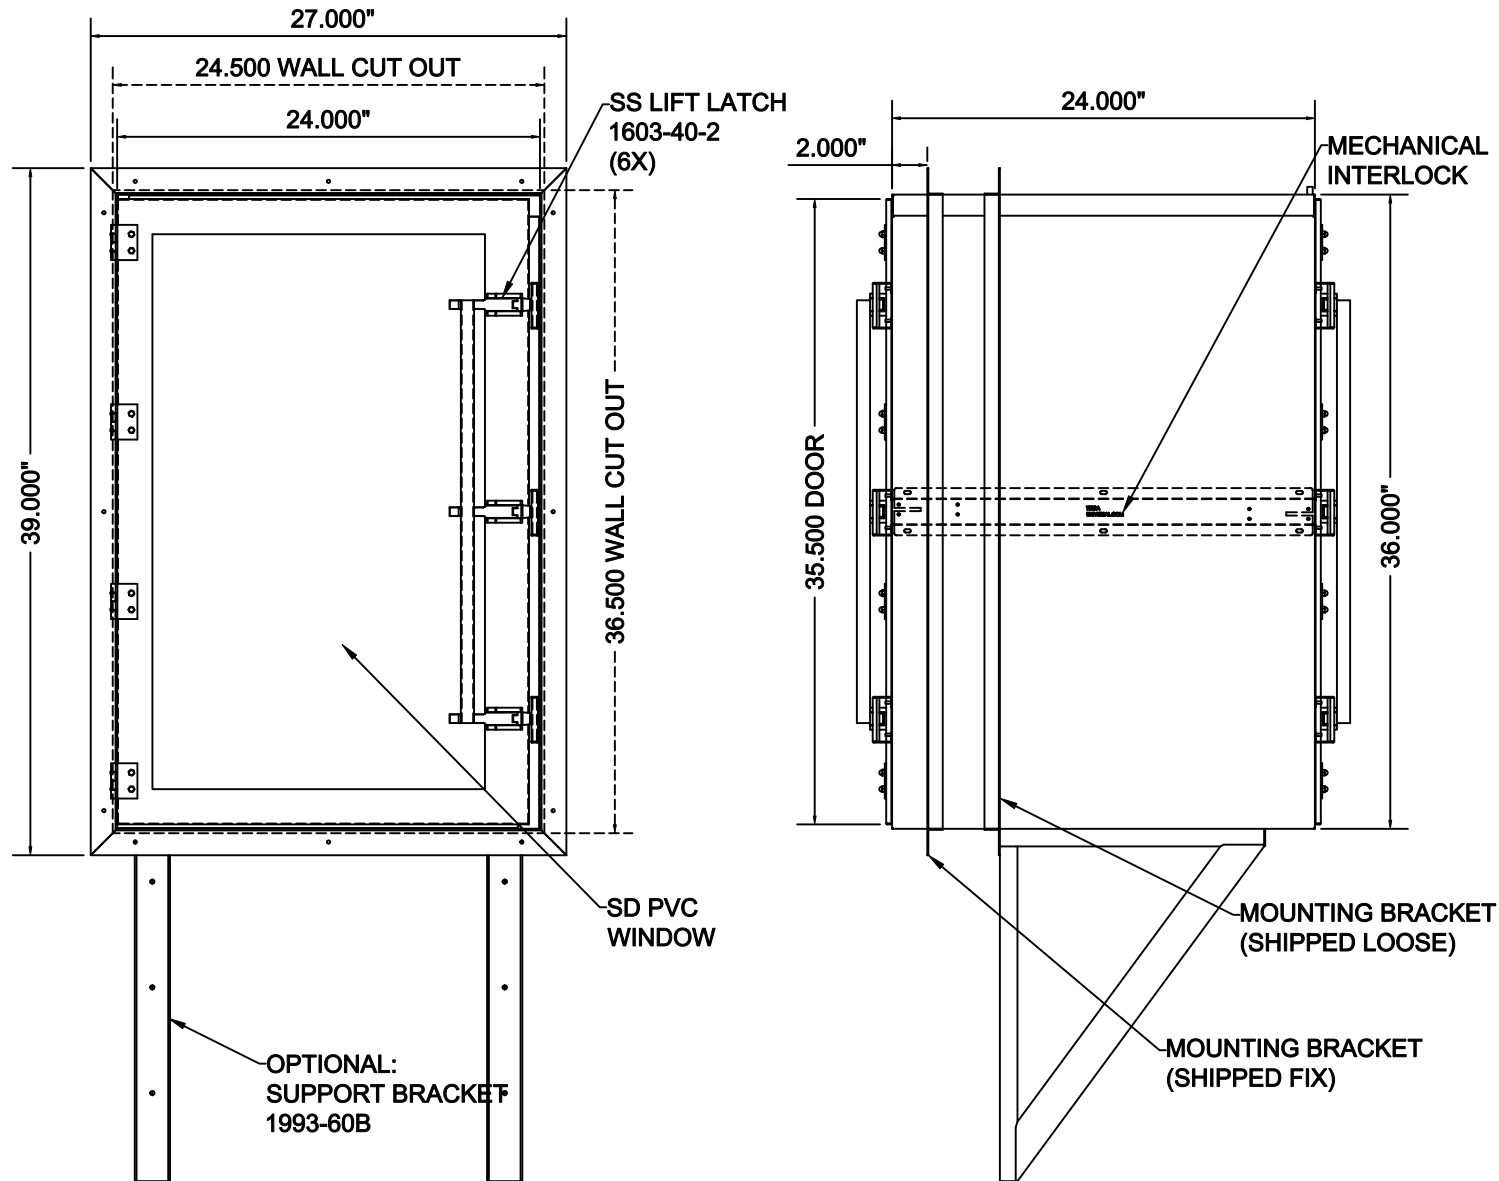 27.000"
24.500 WALL CUT OUT
24.000"
SS LIFT LATCH
1603-40-2
(6X)
39.000"
36.500 WALL CUT OUT
SD PVC
WINDOW
OPTIONAL:
SUPPORT BRACKET
1993-60B
24.000"
2.000"
MECHANICAL
INTERLOCK
35.500 DOOR
36.000"
MOUNTING BRACKET
(SHIPPED LOOSE)
MOUNTING BRACKET
(SHIPPED FIX)